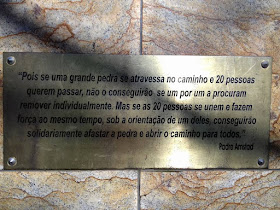 "Pois se uma grande pedra se atravessa no caminho e 20 pessoas
querem passar, não o conseguirão se um por um a procuram
remover individualmente. Mas se as 20 pessoas se unem e fazem
força ao mesmo tempo, sob a orientação de um deles, conseguirão
solidariamente afastar a pedra e abrir o caminho para todos."
Padre Américo